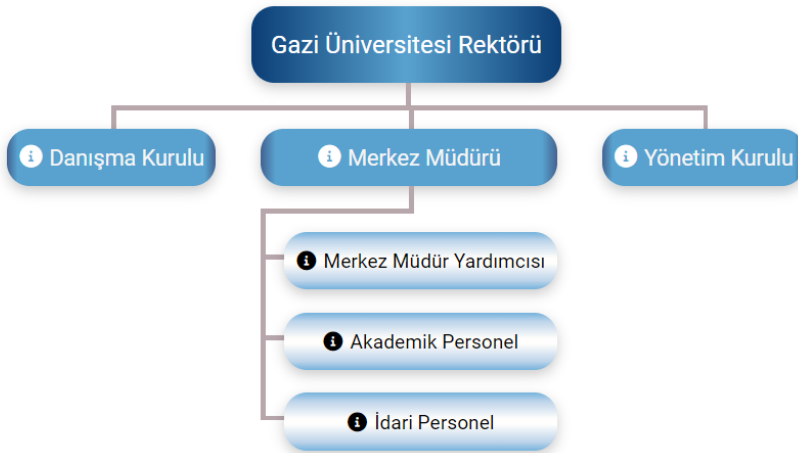 Gazi Üniversitesi Rektörü
Danışma Kurulu
Merkez Müdürü
Yönetim Kurulu
Merkez Müdür Yardımcısı
Akademik Personel
İdari Personel